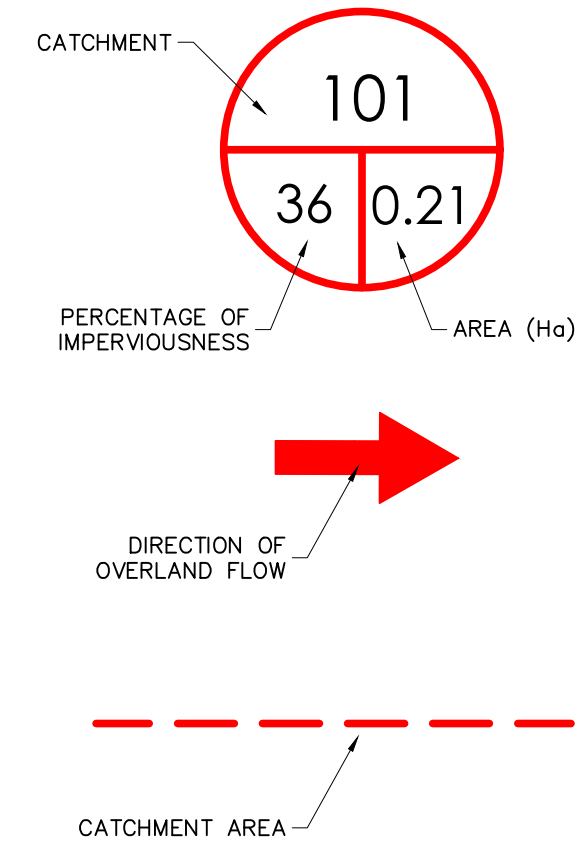 CATCHMENT
101
36
0.21
PERCENTAGE OF
IMPERVIOUSNESS
AREA (Ha)
DIRECTION OF
OVERLAND FLOW
CATCHMENT AREA